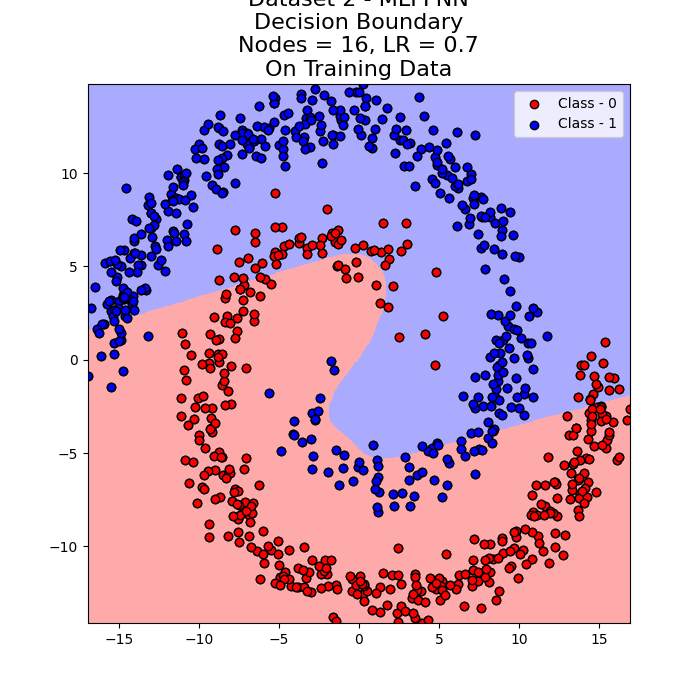 Dataset 2 - MLFFNN
Decision Boundary
Nodes = 16, LR = 0.7
On Training Data
Class - 0
Class - 1
10
5
0
−5
−10
−15 −10 −5 0 5 10 15